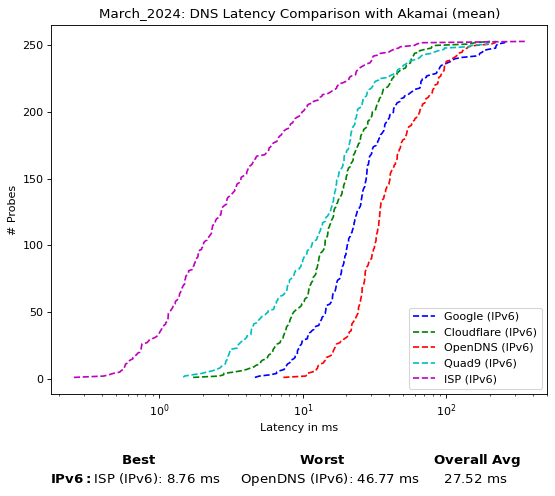 March_2024: DNS Latency Comparison with Akamai (mean)
250
200
150
100
50
0
# Probes
Google (IPv6)
Cloudflare (IPv6)
OpenDNS (IPv6)
Quad9 (IPv6)
ISP (IPv6)
10⁰ 10¹ 10²
Latency in ms
Best Worst Overall Avg
IPv6: ISP (IPv6): 8.76 ms OpenDNS (IPv6): 46.77 ms 27.52 ms